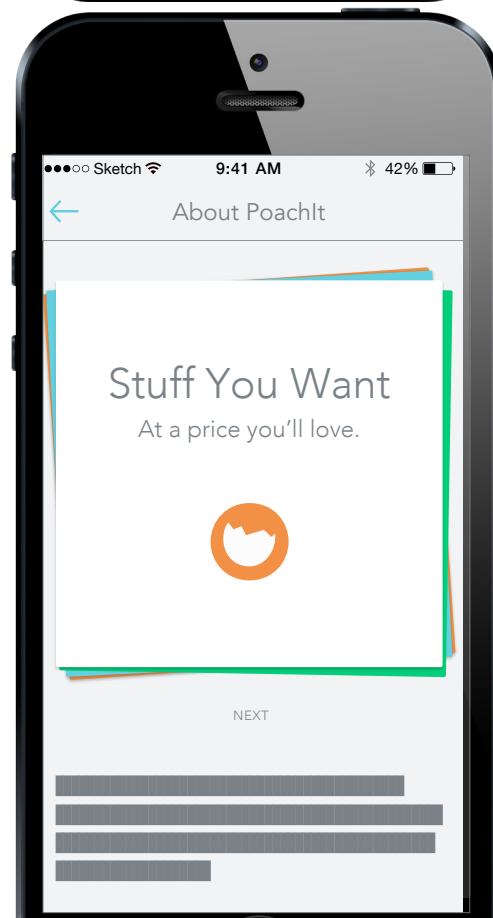 Sketch 9:41 AM 42%
About PoachIt
Stuff You Want
At a price you'll love.
NEXT